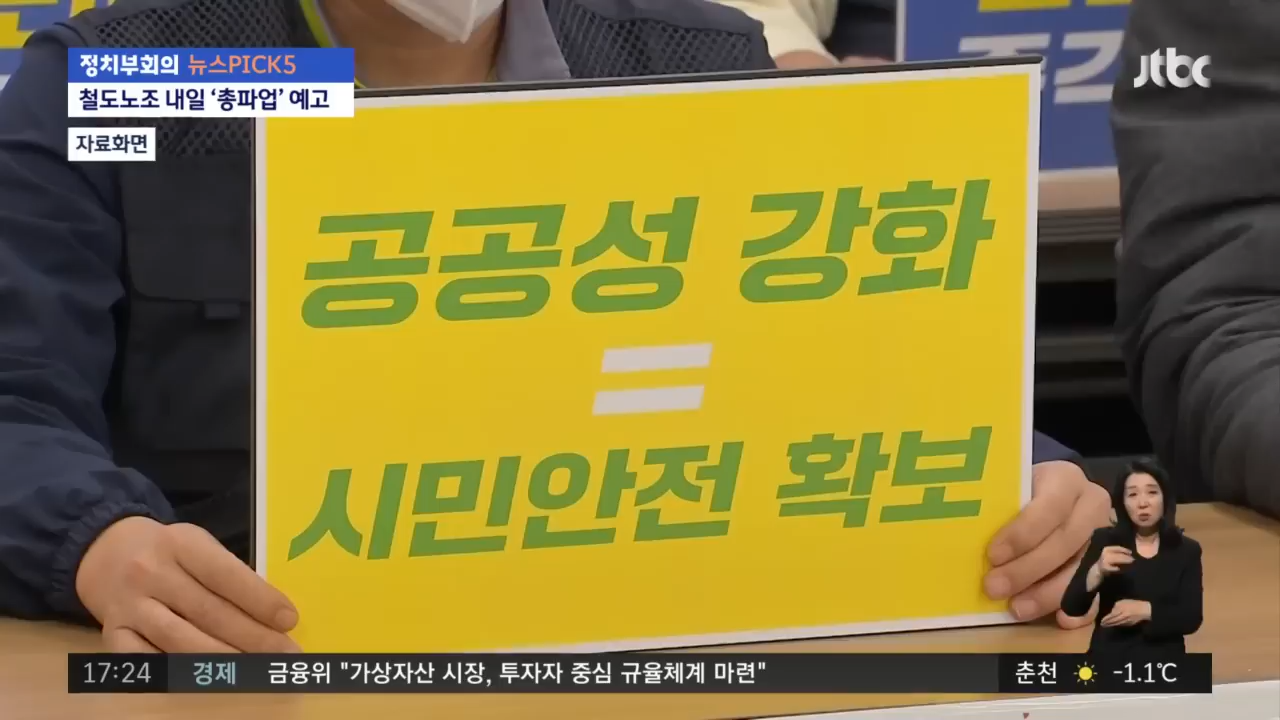 정치부회의 뉴스PICK5
jtbc
철도노조 내일 ‘총파업’ 예고
자료화면
공공성 강화
=
시민안전 확보
17:24 경제 금융위 "가상자산 시장, 투자자 중심 규율체계 마련" 춘천 -1.1℃